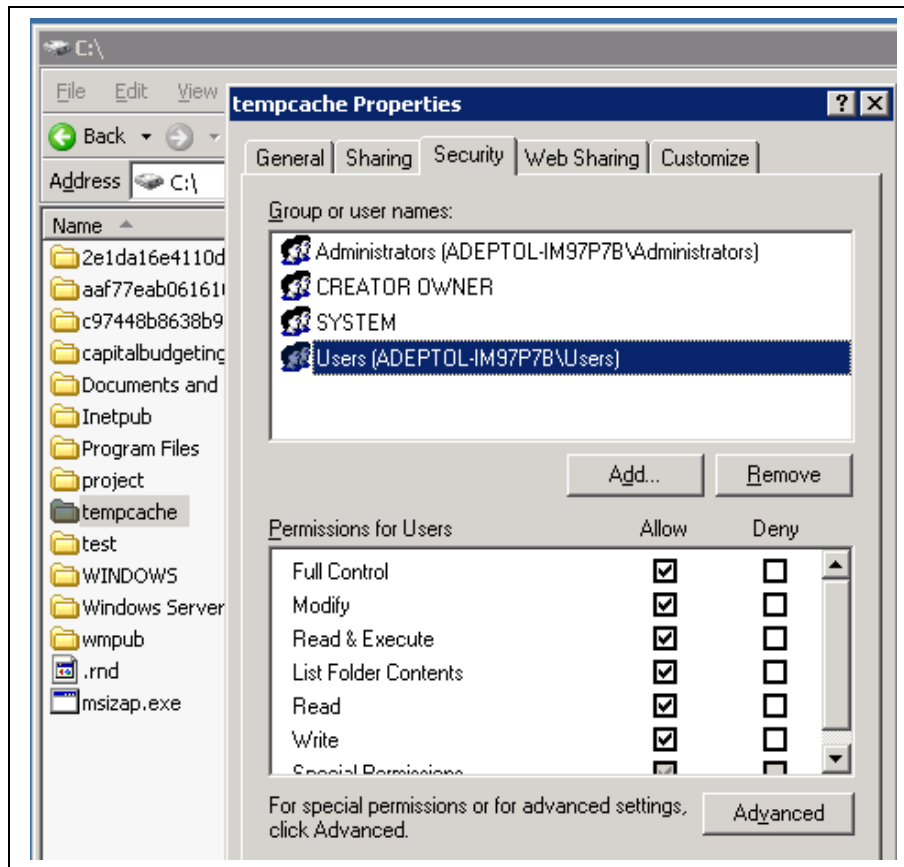 C:\
File Edit View
tempcache Properties
Back
General Sharing Security Web Sharing Customize
Address C:\
Group or user names:
Name
Administrators (ADEPTOL-IM97P7B\Administrators)
CREATOR OWNER
SYSTEM
Users (ADEPTOL-IM97P7B\Users)
2e1da16e4110d
aaf77eab061610
c97448b8638b9
capitalbudgeting
Documents and
Inetpub
Program Files
project
tempcache
test
WINDOWS
Windows Server
wmpub
.rnd
msizap.exe
Add... Remove
Permissions for Users Allow Deny
Full Control
Modify
Read & Execute
List Folder Contents
Read
Write
Special Permissions
For special permissions or for advanced settings,
click Advanced.
Advanced